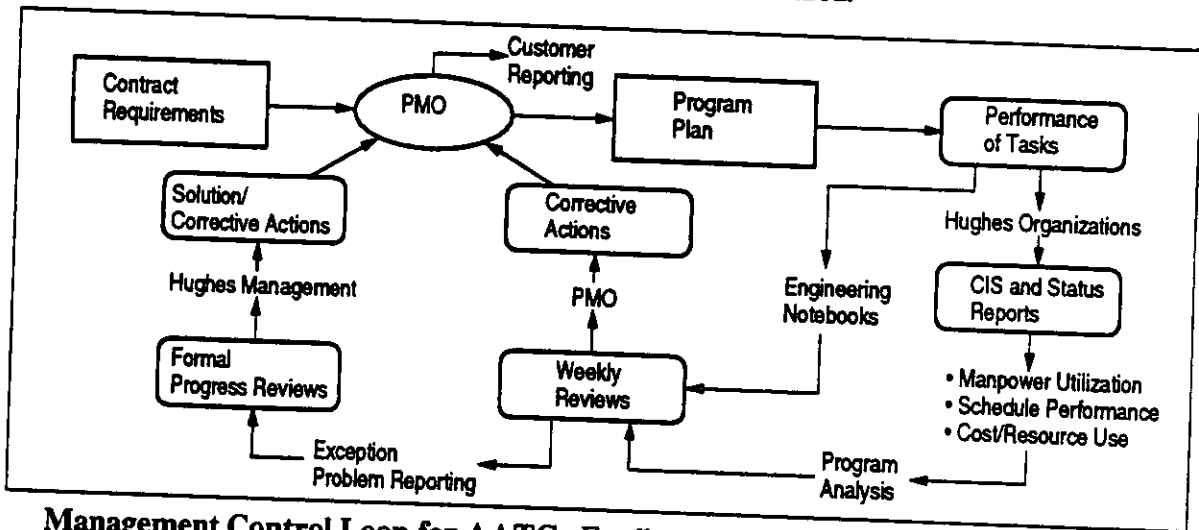 Customer
Reporting
Contract
Requirements
PMO
Program
Plan
Performance
of Tasks
Solution/
Corrective Actions
Corrective
Actions
Hughes Organizations
Hughes Management
PMO
Engineering
Notebooks
CIS and Status
Reports
Formal
Progress Reviews
Weekly
Reviews
• Manpower Utilization
• Schedule Performance
• Cost/Resource Use
Exception
Problem Reporting
Program
Analysis
Management Control Loop for AATC